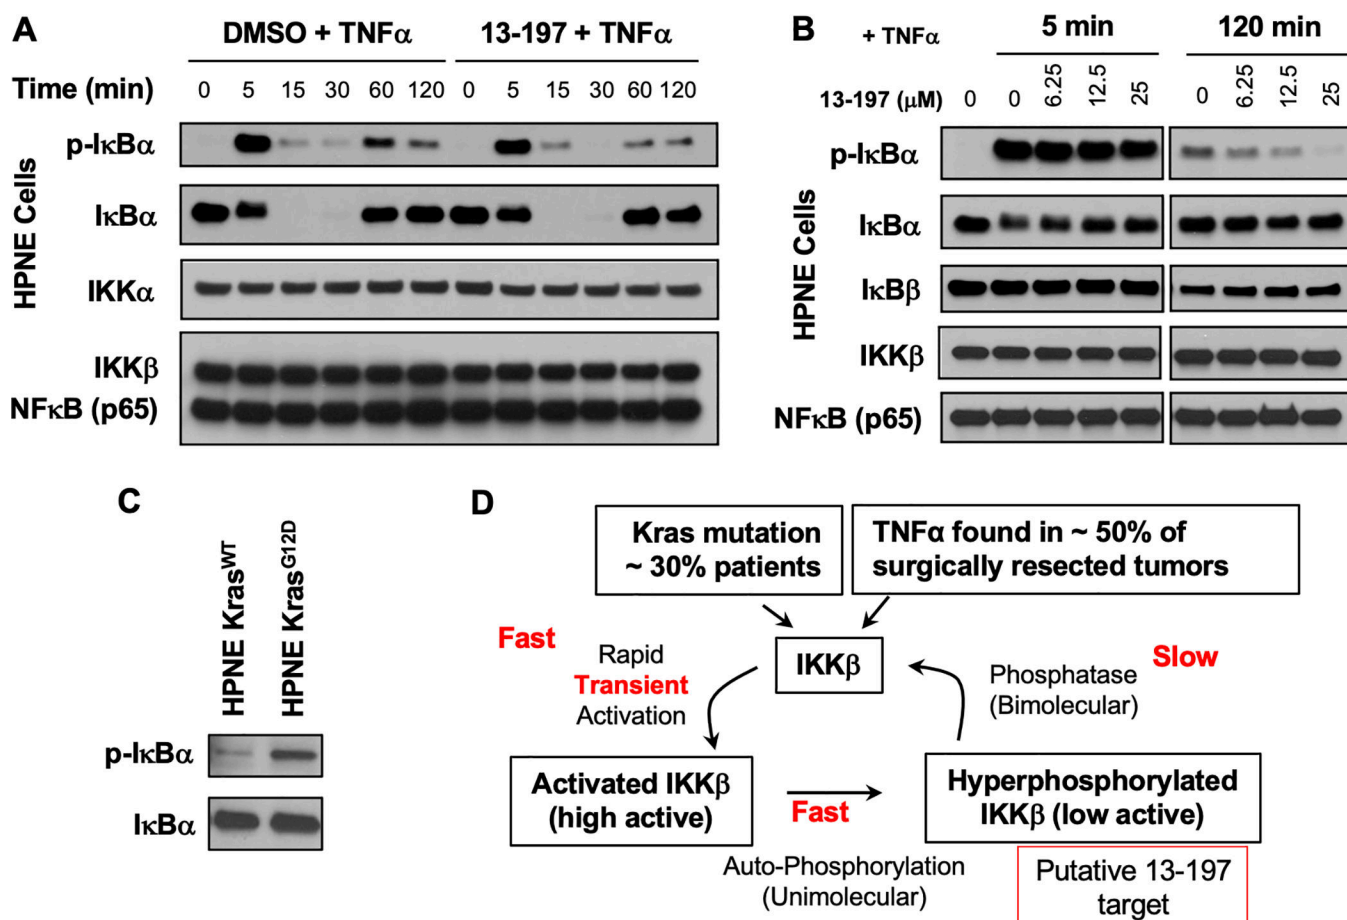 A
DMSO + TNFα
13-197 + TNFα
Time (min)
0 5 15 30 60 120 0 5 15 30 60 120
HPNE Cells
p-IκBα
IκBα
IKKα
IKKβ
NFκB (p65)
B
+ TNFα
5 min
120 min
13-197 (μM)
0 0 6.25 12.5 25 0 6.25 12.5 25
HPNE Cells
p-IκBα
IκBα
IκBβ
IKKβ
NFκB (p65)
C
HPNE Kras^WT
HPNE Kras^G12D
p-IκBα
IκBα
D
Kras mutation
~ 30% patients
TNFα found in ~ 50% of
surgically resected tumors
Fast
Rapid
Transient
Activation
IKKβ
Phosphatase
(Bimolecular)
Slow
Activated IKKβ
(high active)
Fast
Auto-Phosphorylation
(Unimolecular)
Hyperphosphorylated
IKKβ (low active)
Putative 13-197
target